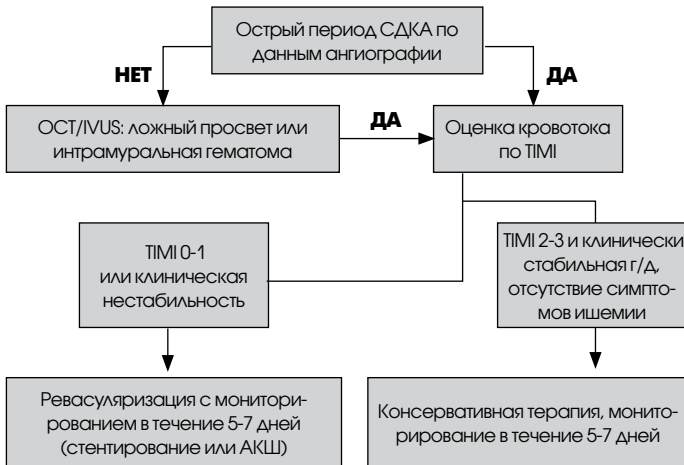 Острый период СДКА по
данным ангиографии
НЕТ
ДА
OCT/IVUS: ложный просвет или
интрамуральная гематома
ДА
Оценка кровотока
по TIMI
TIMI 0-1
или клиническая
нестабильность
TIMI 2-3 и клинически
стабильная г/д,
отсутствие симпто-
мов ишемии
Ревасуляризация с монитори-
рованием в течение 5-7 дней
(стентирование или АКШ)
Консервативная терапия, монито-
рирование в течение 5-7 дней